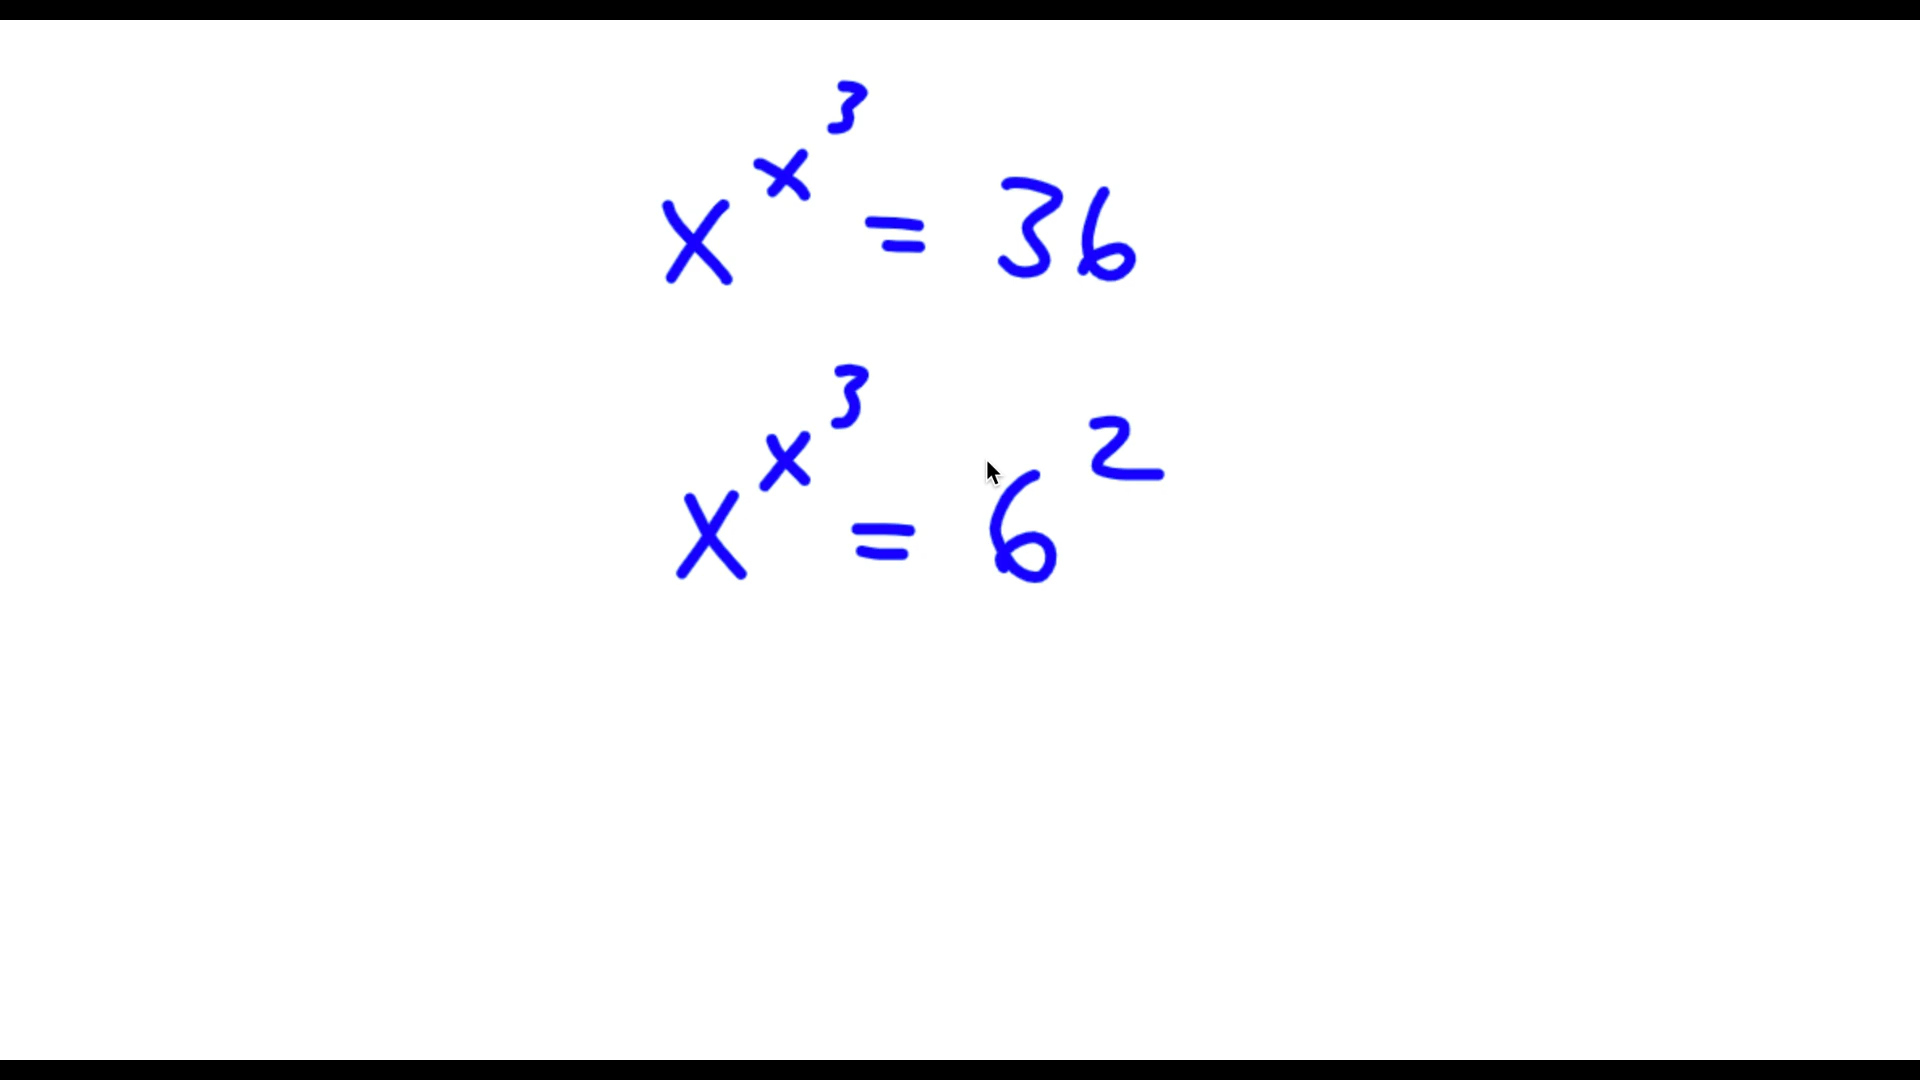 x^{x^3} = 36
x^{x^3} = 6^2